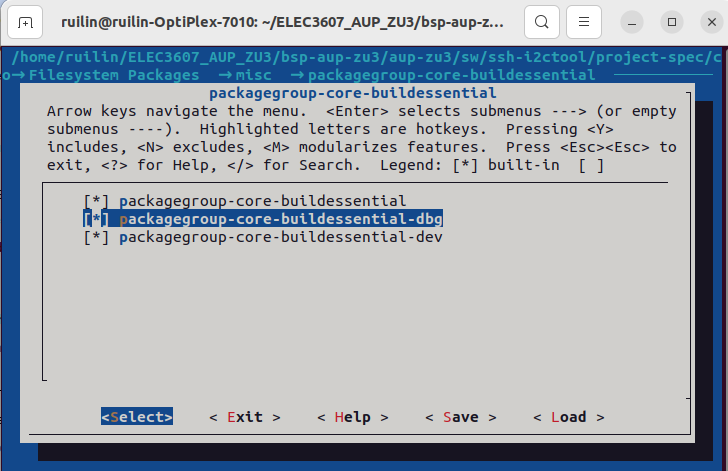 ruilin@ruilin-OptiPlex-7010: ~/ELEC3607_AUP_ZU3/bsp-aup-z...
/home/ruilin/ELEC3607_AUP_ZU3/bsp-aup-zu3/aup-zu3/sw/ssh-i2ctool/project-spec/c
o→Filesystem Packages →misc →packagegroup-core-buildessential
packagegroup-core-buildessential
Arrow keys navigate the menu. <Enter> selects submenus ---> (or empty
submenus ----). Highlighted letters are hotkeys. Pressing <Y>
includes, <N> excludes, <M> modularizes features. Press <Esc><Esc> to
exit, <?> for Help, </> for Search. Legend: [*] built-in [ ]
[*] packagegroup-core-buildessential
[*] packagegroup-core-buildessential-dbg
[*] packagegroup-core-buildessential-dev
<Select> < Exit > < Help > < Save > < Load >